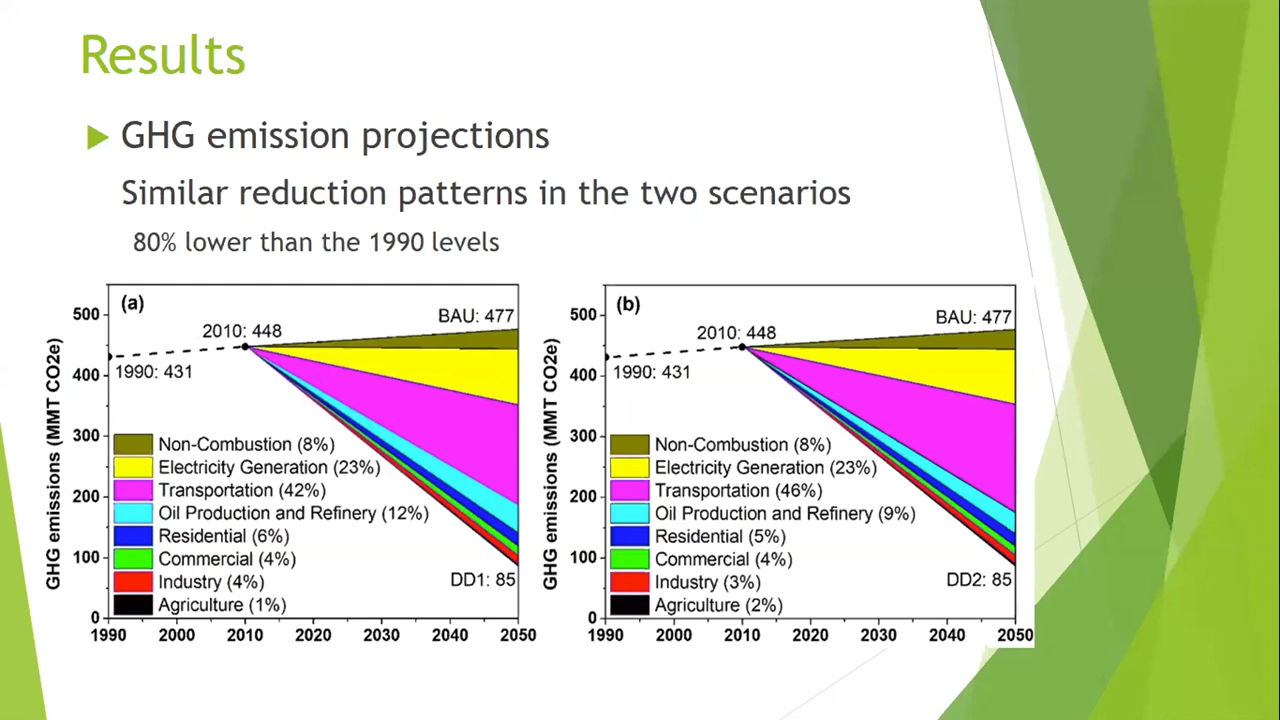 Results
GHG emission projections
Similar reduction patterns in the two scenarios
80% lower than the 1990 levels
(a)
GHG emissions (MMT CO2e)
500
400
300
200
100
0
BAU: 477
2010: 448
1990: 431
Non-Combustion (8%)
Electricity Generation (23%)
Transportation (42%)
Oil Production and Refinery (12%)
Residential (6%)
Commercial (4%)
Industry (4%)
Agriculture (1%)
DD1: 85
1990 2000 2010 2020 2030 2040 2050
(b)
GHG emissions (MMT CO2e)
500
400
300
200
100
0
BAU: 477
2010: 448
1990: 431
Non-Combustion (8%)
Electricity Generation (23%)
Transportation (46%)
Oil Production and Refinery (9%)
Residential (5%)
Commercial (4%)
Industry (3%)
Agriculture (2%)
DD2: 85
1990 2000 2010 2020 2030 2040 2050